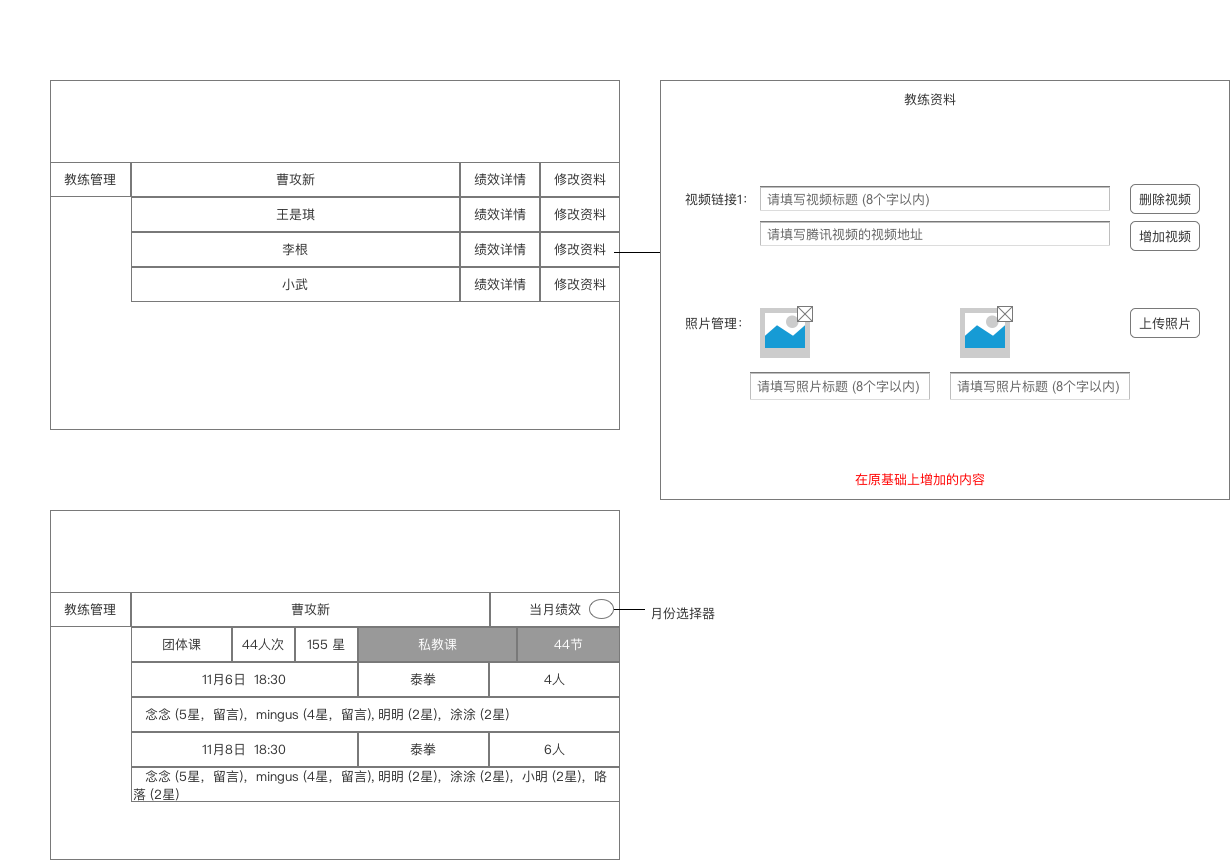 教练管理 曹攻新 绩效详情 修改资料
王是琪 绩效详情 修改资料
李根 绩效详情 修改资料
小武 绩效详情 修改资料
教练资料
视频链接1: 请填写视频标题 (8个字以内) 删除视频
请填写腾讯视频的视频地址 增加视频
照片管理: 上传照片
请填写照片标题 (8个字以内) 请填写照片标题 (8个字以内)
在原基础上增加的内容
教练管理 曹攻新 当月绩效 月份选择器
团体课 44人次 155 星 私教课 44节
11月6日 18:30 泰拳 4人
念念 (5星，留言)，mingus (4星，留言), 明明 (2星)，涂涂 (2星)
11月8日 18:30 泰拳 6人
念念 (5星，留言)，mingus (4星，留言), 明明 (2星)，涂涂 (2星)，小明 (2星)，咯
落 (2星)